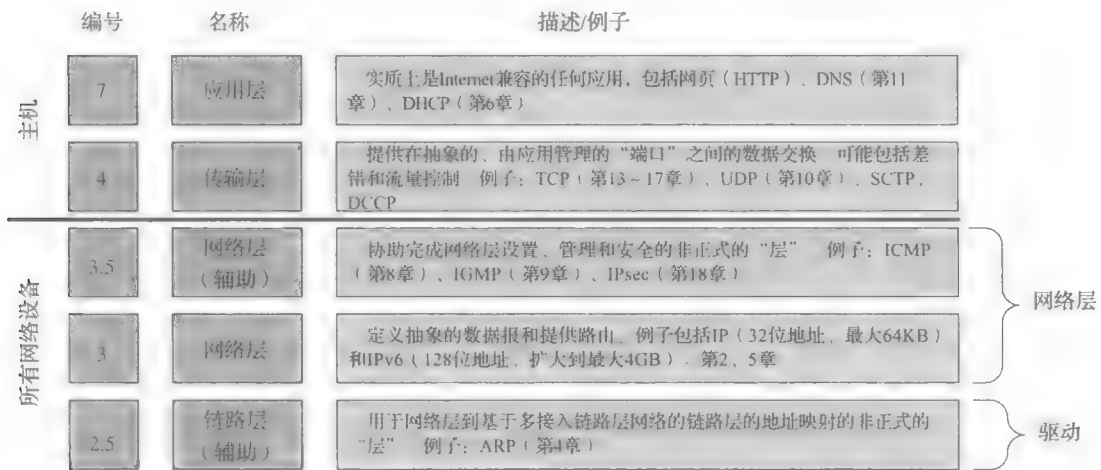 编号 名称 描述/例子
主机
7
应用层
实质上是Internet兼容的任何应用，包括网页（HTTP）、DNS（第11
章）、DHCP（第6章）
4
传输层
提供在抽象的、由应用管理的“端口”之间的数据交换 可能包括差
错和流量控制 例子：TCP（第13～17章），UDP（第10章）、SCTP、
DCCP
所有网络设备
3.5
网络层
（辅助）
协助完成网络层设置、管理和安全的非正式的“层” 例子：ICMP
（第8章）、IGMP（第9章）、IPsec（第18章）
3
网络层
定义抽象的数据报和提供路由。例子包括IP（32位地址，最大64KB）
和IPv6（128位地址，扩大到最大4GB）. 第2、5章
网络层
2.5
链路层
（辅助）
用于网络层到基于多接入链路层网络的链路层的地址映射的非正式的
“层” 例子：ARP（第4章）
驱动